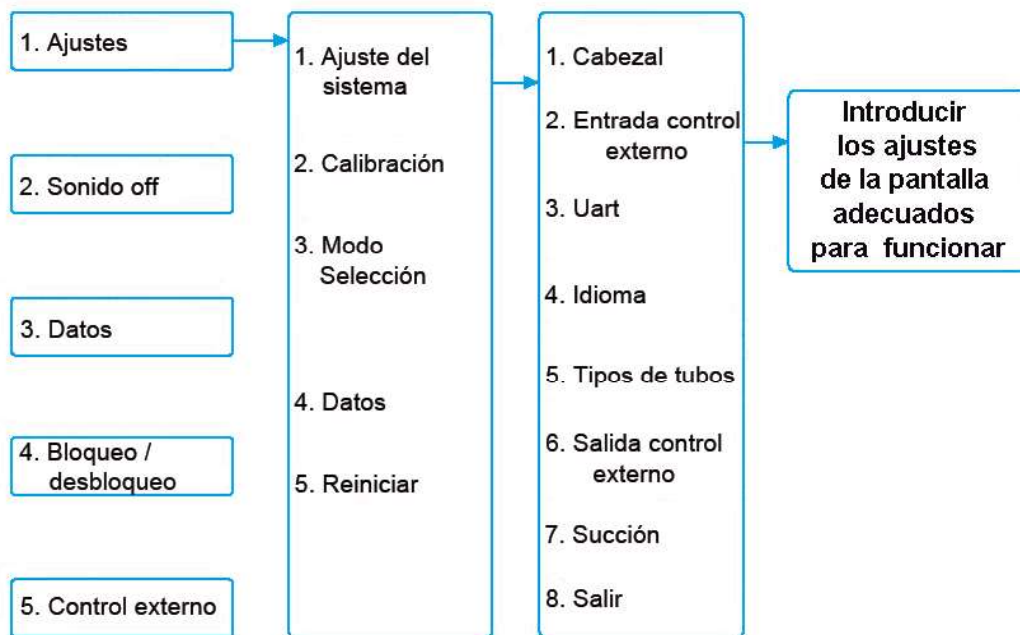 1. Ajustes
2. Sonido off
3. Datos
4. Bloqueo /
desbloqueo
5. Control externo
1. Ajuste del
sistema
2. Calibración
3. Modo
Selección
4. Datos
5. Reiniciar
1. Cabezal
2. Entrada control
externo
3. Uart
4. Idioma
5. Tipos de tubos
6. Salida control
externo
7. Succión
8. Salir
Introducir
los ajustes
de la pantalla
adecuados
para funcionar